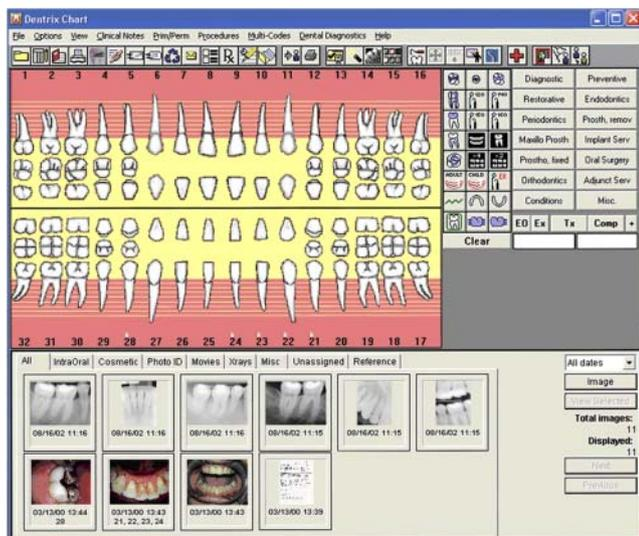 Dentrix Chart
File Options View Clinical Notes Prim/Perm Procedures Multi-Codes Dental Diagnostics Help
1 2 3 4 5 6 7 8 9 10 11 12 13 14 15 16
Diagnostic Preventive
Restorative Endodontics
Periodontics Prosth, remov
Maxillo Prosth Implant Serv
Prostho, fixed Oral Surgery
ADULT CHILD Orthodontics Adjunct Serv
Conditions Misc.
EO Ex Tx Comp +
Clear
32 31 30 29 28 27 26 25 24 23 22 21 20 19 18 17
All IntraOral Cosmetic Photo ID Movies Xrays Misc Unassigned Reference
All dates
Image
View Selected
Total images:
11
Displayed:
11
Next
Previous
08/16/02 11:16 08/16/02 11:16 08/16/02 11:16 08/16/02 11:15 08/16/02 11:15 08/16/02 11:15
03/13/00 13:44 03/13/00 13:43 03/13/00 13:43 03/13/00 13:39
28 21, 22, 23, 24